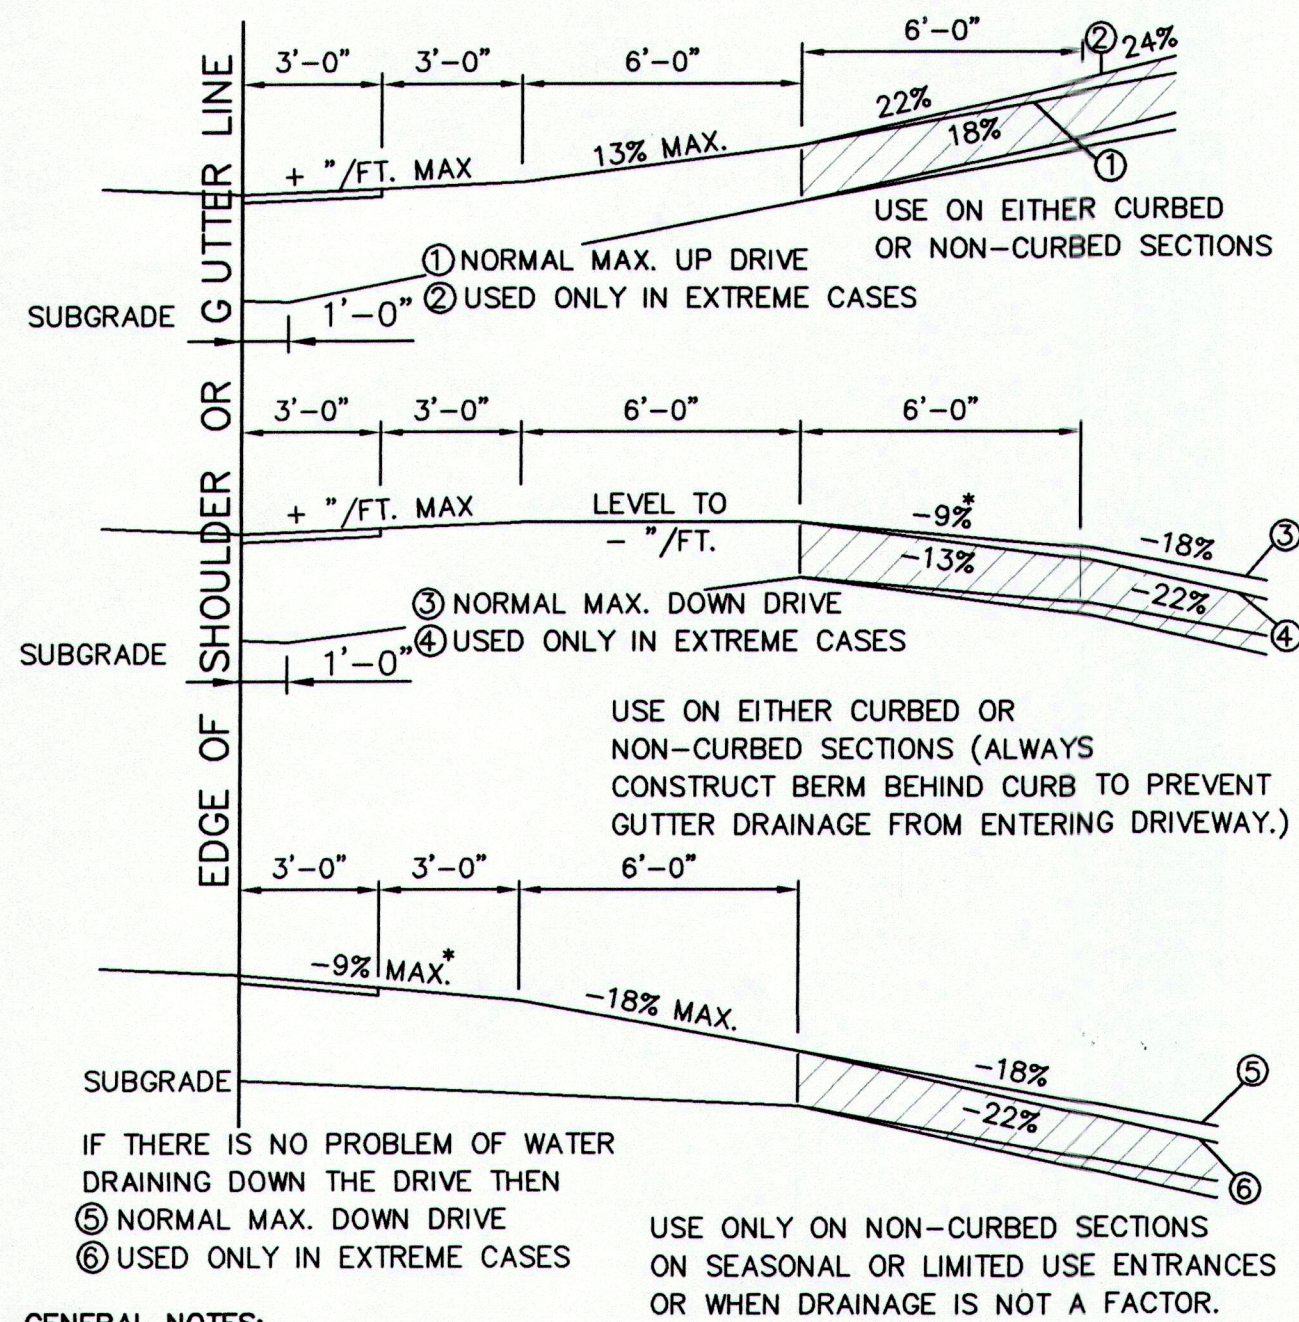 EDGE OF SHOULDER OR GUTTER LINE
3'-0" 3'-0" 6'-0" 6'-0"
② 24%
22%
18%
13% MAX.
+ "/FT. MAX
①
USE ON EITHER CURBED
OR NON-CURBED SECTIONS
① NORMAL MAX. UP DRIVE
② USED ONLY IN EXTREME CASES
SUBGRADE
1'-0"
3'-0" 3'-0" 6'-0" 6'-0"
+ "/FT. MAX
LEVEL TO
- "/FT.
-9%*
-13%
-18%
-22%
③
④
③ NORMAL MAX. DOWN DRIVE
④ USED ONLY IN EXTREME CASES
SUBGRADE
1'-0"
USE ON EITHER CURBED OR
NON-CURBED SECTIONS (ALWAYS
CONSTRUCT BERM BEHIND CURB TO PREVENT
GUTTER DRAINAGE FROM ENTERING DRIVEWAY.)
3'-0" 3'-0" 6'-0"
-9% MAX.*
-18% MAX.
-18%
-22%
⑤
⑥
SUBGRADE
IF THERE IS NO PROBLEM OF WATER
DRAINING DOWN THE DRIVE THEN
⑤ NORMAL MAX. DOWN DRIVE
⑥ USED ONLY IN EXTREME CASES
USE ONLY ON NON-CURBED SECTIONS
ON SEASONAL OR LIMITED USE ENTRANCES
OR WHEN DRAINAGE IS NOT A FACTOR.
GENERAL NOTES: